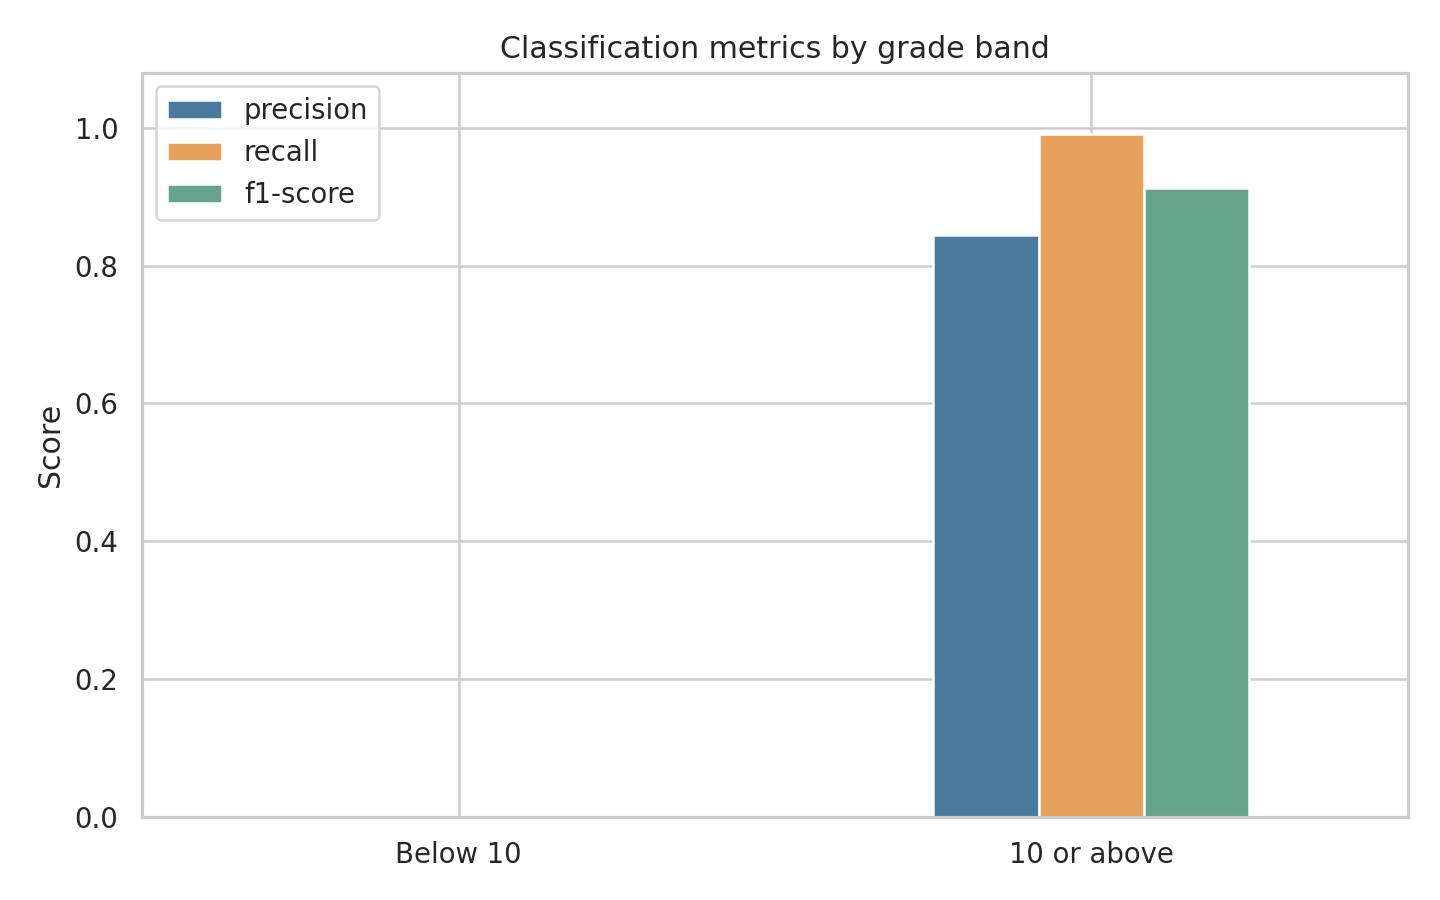 Classification metrics by grade band
precision
recall
f1-score
Score
1.0
0.8
0.6
0.4
0.2
0.0
Below 10
10 or above